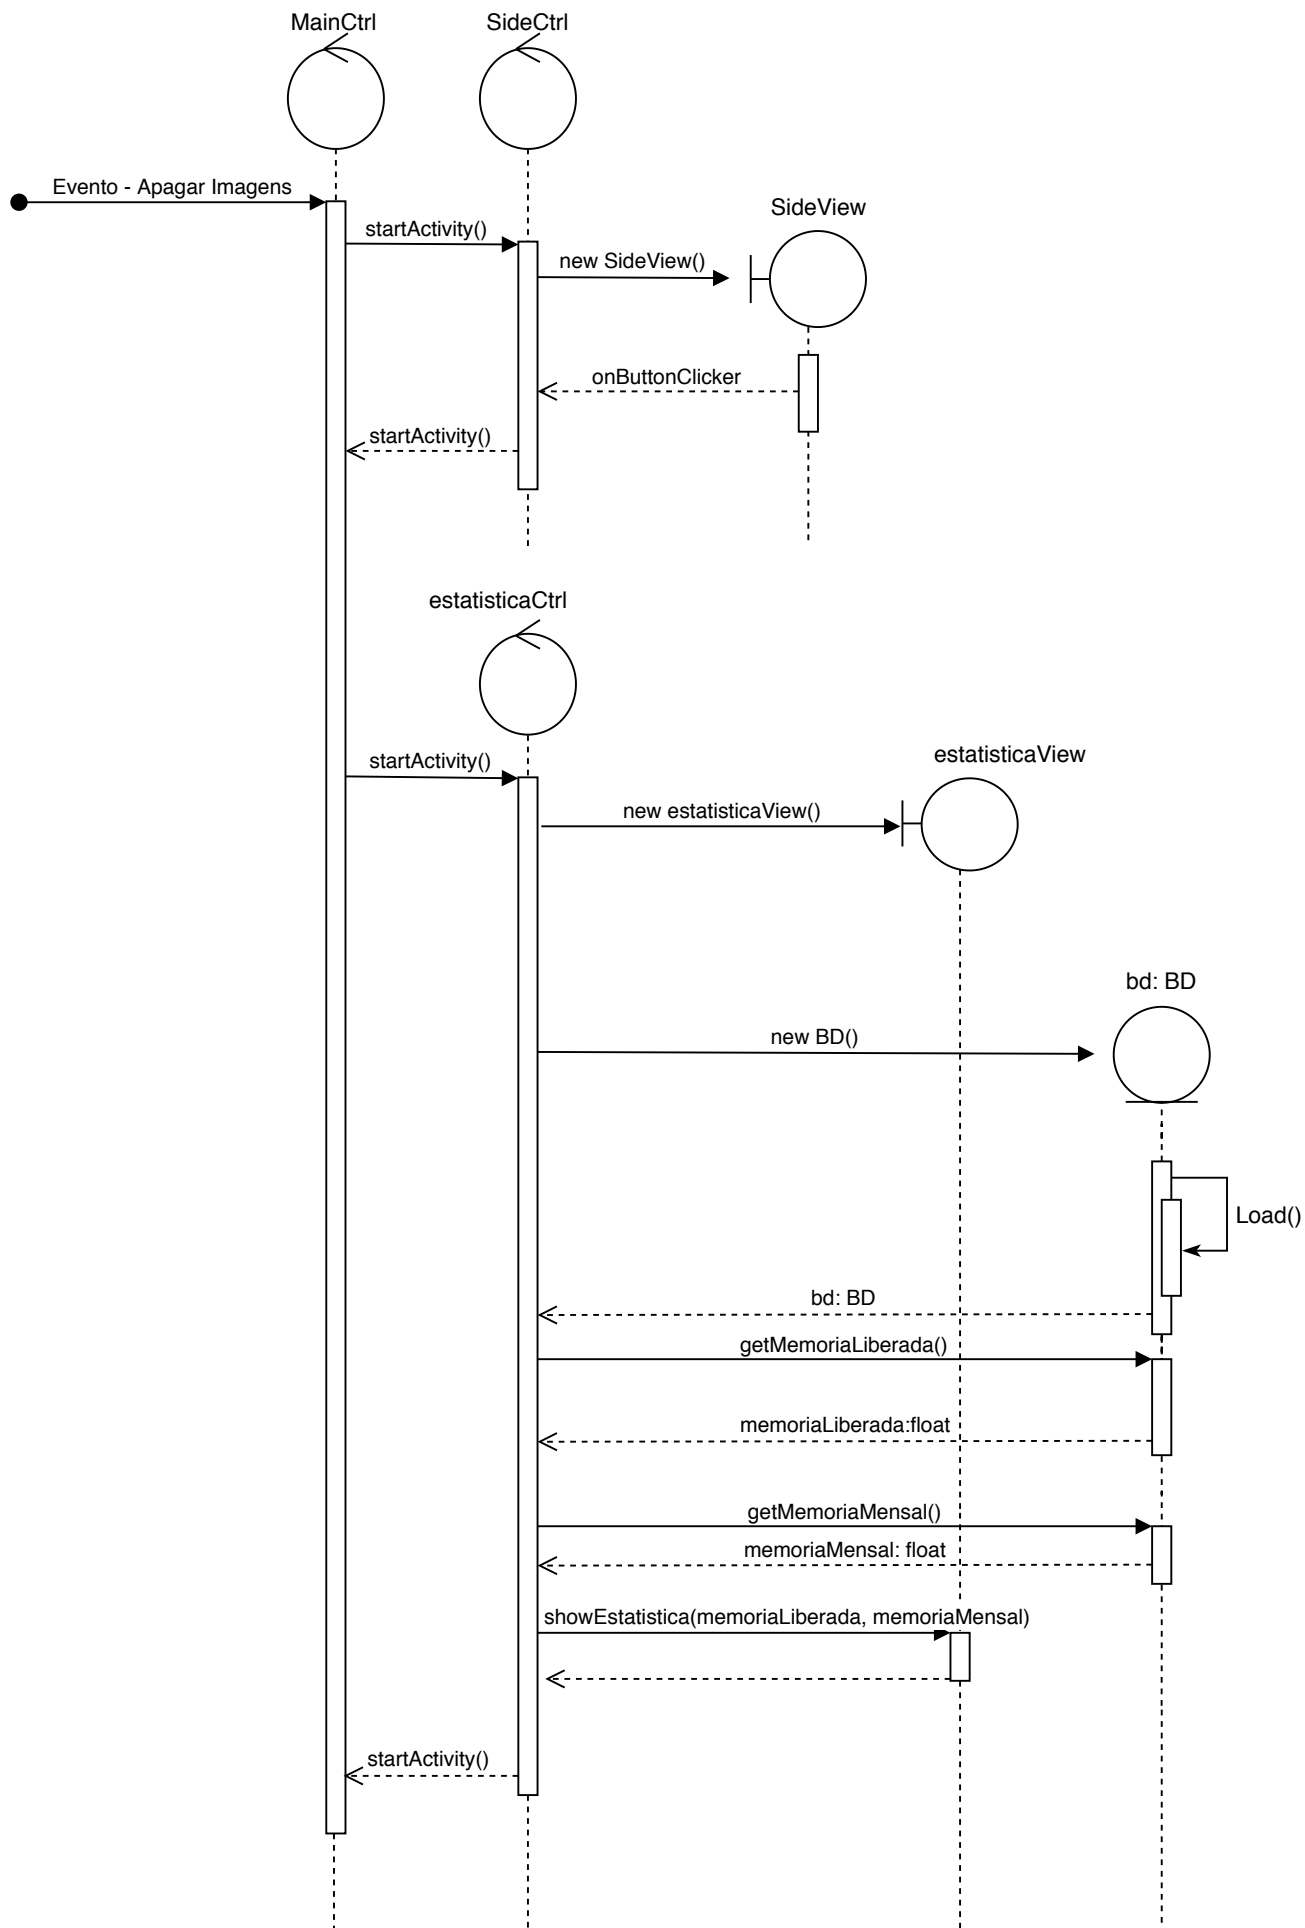 MainCtrl
SideCtrl
Evento - Apagar Imagens
SideView
startActivity()
new SideView()
onButtonClicker
startActivity()
estatisticaCtrl
estatisticaView
startActivity()
new estatisticaView()
bd: BD
new BD()
Load()
bd: BD
getMemoriaLiberada()
memoriaLiberada:float
getMemoriaMensal()
memoriaMensal: float
showEstatistica(memoriaLiberada, memoriaMensal)
startActivity()